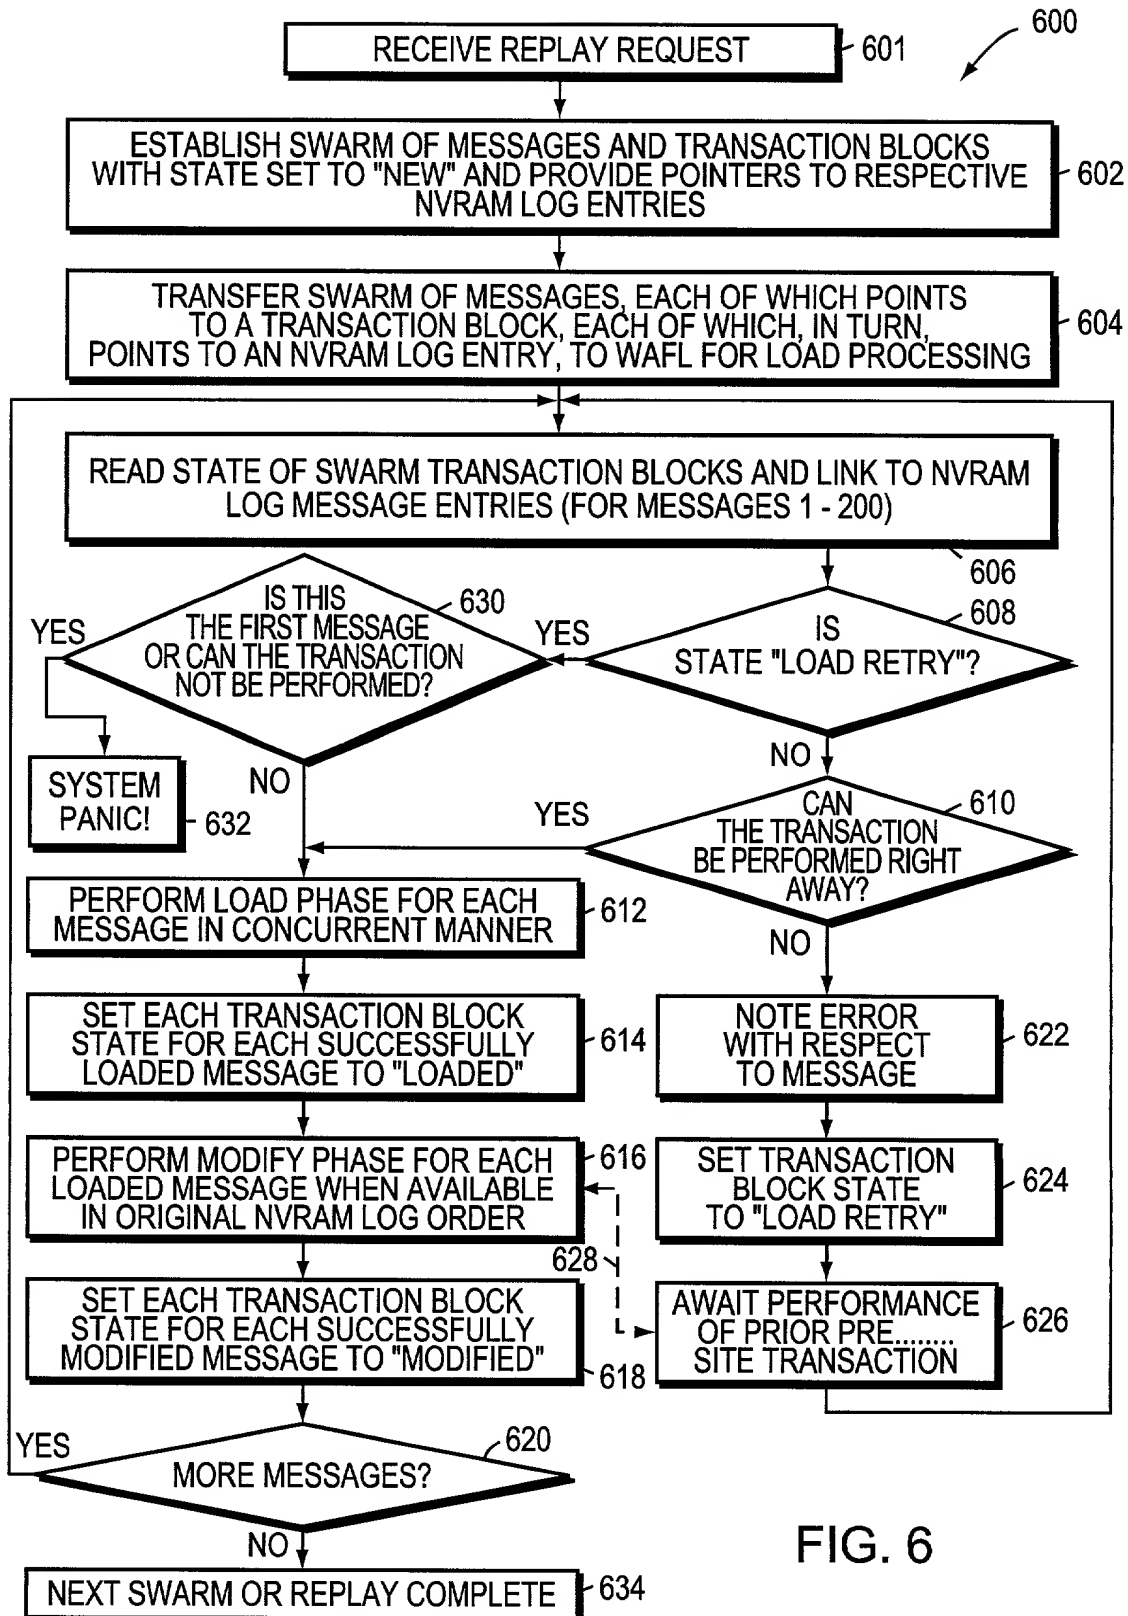 600
RECEIVE REPLAY REQUEST
601
ESTABLISH SWARM OF MESSAGES AND TRANSACTION BLOCKS
WITH STATE SET TO "NEW" AND PROVIDE POINTERS TO RESPECTIVE
NVRAM LOG ENTRIES
602
TRANSFER SWARM OF MESSAGES, EACH OF WHICH POINTS
TO A TRANSACTION BLOCK, EACH OF WHICH, IN TURN,
POINTS TO AN NVRAM LOG ENTRY, TO WAFL FOR LOAD PROCESSING
604
READ STATE OF SWARM TRANSACTION BLOCKS AND LINK TO NVRAM
LOG MESSAGE ENTRIES (FOR MESSAGES 1 - 200)
606
IS
STATE "LOAD RETRY"?
608
YES
NO
IS THIS
THE FIRST MESSAGE
OR CAN THE TRANSACTION
NOT BE PERFORMED?
630
YES
NO
SYSTEM
PANIC!
632
CAN
THE TRANSACTION
BE PERFORMED RIGHT
AWAY?
610
YES
NO
PERFORM LOAD PHASE FOR EACH
MESSAGE IN CONCURRENT MANNER
612
SET EACH TRANSACTION BLOCK
STATE FOR EACH SUCCESSFULLY
LOADED MESSAGE TO "LOADED"
614
PERFORM MODIFY PHASE FOR EACH
LOADED MESSAGE WHEN AVAILABLE
IN ORIGINAL NVRAM LOG ORDER
616
SET EACH TRANSACTION BLOCK
STATE FOR EACH SUCCESSFULLY
MODIFIED MESSAGE TO "MODIFIED"
618
NOTE ERROR
WITH RESPECT
TO MESSAGE
622
SET TRANSACTION
BLOCK STATE
TO "LOAD RETRY"
624
628
AWAIT PERFORMANCE
OF PRIOR PRE........
SITE TRANSACTION
626
MORE MESSAGES?
620
YES
NO
NEXT SWARM OR REPLAY COMPLETE
634
FIG. 6